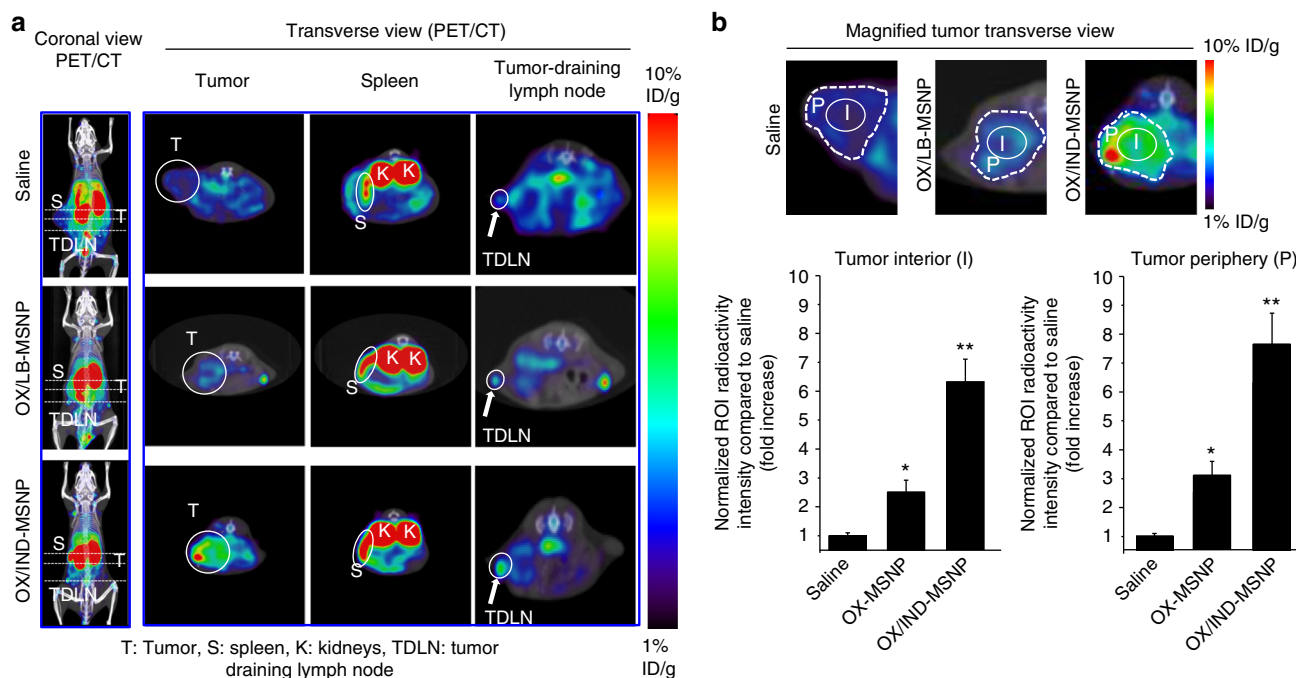 a
Coronal view
PET/CT
Transverse view (PET/CT)
Tumor
Spleen
Tumor-draining
lymph node
10%
ID/g
Saline
S
T
TDLN
T
K
K
S
TDLN
OX/LB-MSNP
S
T
TDLN
T
K
K
S
TDLN
OX/IND-MSNP
S
T
TDLN
T
K
K
S
TDLN
1%
ID/g
T: Tumor, S: spleen, K: kidneys, TDLN: tumor
draining lymph node
b
Magnified tumor transverse view
10% ID/g
Saline
P
I
OX/LB-MSNP
I
P
OX/IND-MSNP
P
I
1% ID/g
Tumor interior (I)
Normalized ROI radioactivity
intensity compared to saline
(fold increase)
10
9
8
7
6
5
4
3
2
1
0
*
**
Saline
OX-MSNP
OX/IND-MSNP
Tumor periphery (P)
Normalized ROI radioactivity
intensity compared to saline
(fold increase)
10
9
8
7
6
5
4
3
2
1
0
*
**
Saline
OX-MSNP
OX/IND-MSNP